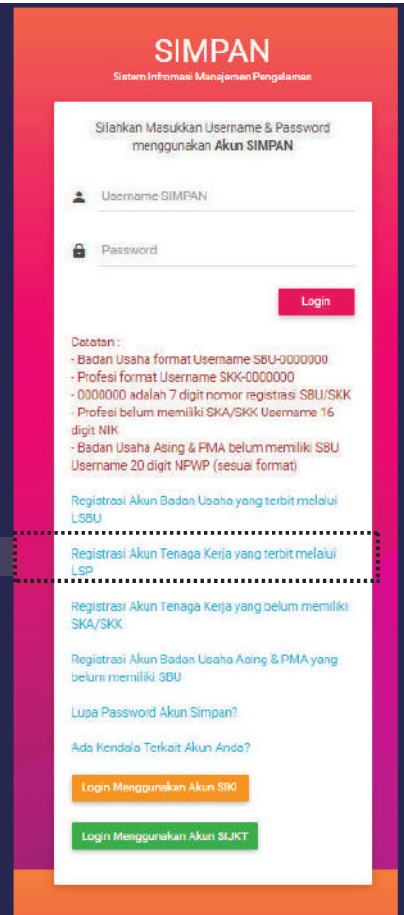 SIMPAN
Sistem Infromasi Manajemen Pengalaman
Silahkan Masukkan Username & Password
menggunakan Akun SIMPAN
Username SIMPAN
Password
Login
Catatan :
- Badan Usaha format Username SBU-0000000
- Profesi format Username SKK-0000000
- 0000000 adalah 7 digit nomor registrasi SBU/SKK
- Profesi belum memiliki SKA/SKK Username 16
digit NIK
- Badan Usaha Asing & PMA belum memiliki SBU
Username 20 digit NPWP (sesuai format)
Registrasi Akun Badan Usaha yang terbit melalui
LSBU
Registrasi Akun Tenaga Kerja yang terbit melalui
LSP
Registrasi Akun Tenaga Kerja yang belum memiliki
SKA/SKK
Registrasi Akun Badan Usaha Asing & PMA yang
belum memiliki SBU
Lupa Password Akun Simpan?
Ada Kendala Terkait Akun Anda?
Login Menggunakan Akun SIKI
Login Menggunakan Akun SIJKT